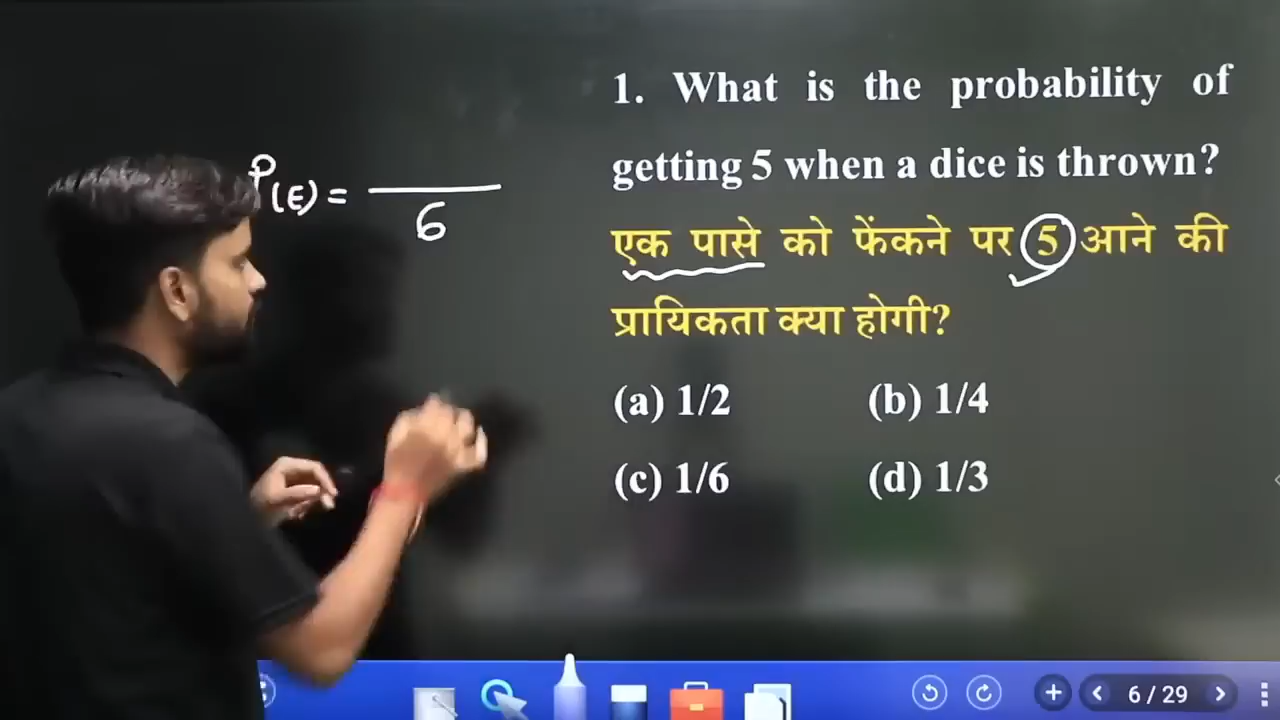 P(E) =
6
1. What is the probability of
getting 5 when a dice is thrown?
एक पासे को फेंकने पर 5 आने की
प्रायिकता क्या होगी?
(a) 1/2 (b) 1/4
(c) 1/6 (d) 1/3
6 / 29